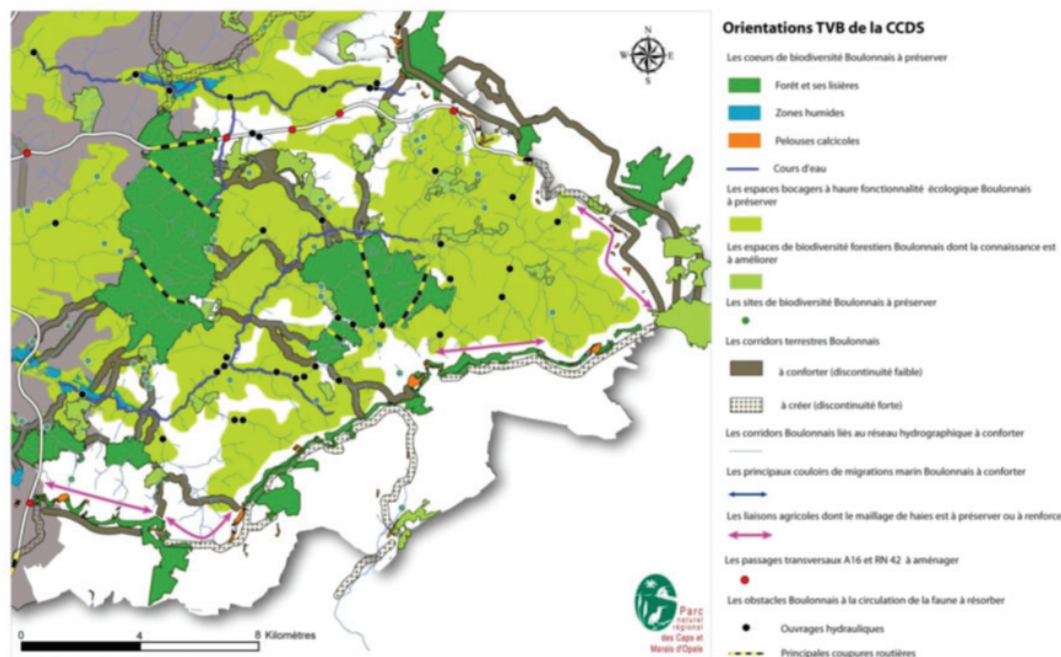 Orientations TVB de la CCDS
Les coeurs de biodiversité Boulonnais à préserver
Forêt et ses lisières
Zones humides
Pelouses calcicoles
Cours d'eau
Les espaces bocagers à haure fonctionnalité écologique Boulonnais
à préserver
Les espaces de biodiversité forestiers Boulonnais dont la connaissance est
à améliorer
Les sites de biodiversité Boulonnais à préserver
Les corridors terrestres Boulonnais
à conforter (discontinuité faible)
à créer (discontinuité forte)
Les corridors Boulonnais liés au réseau hydrographique à conforter
Les principaux couloirs de migrations marin Boulonnais à conforter
Les liaisons agricoles dont le maillage de haies est à préserver ou à renforce
Les passages transversaux A16 et RN 42 à aménager
Les obstacles Boulonnais à la circulation de la faune à résorber
Ouvrages hydrauliques
Principales coupures routières
N
W E
S
0 4 8 Kilomètres
Parc
naturel
régional
des Caps et
Marais d'Opale